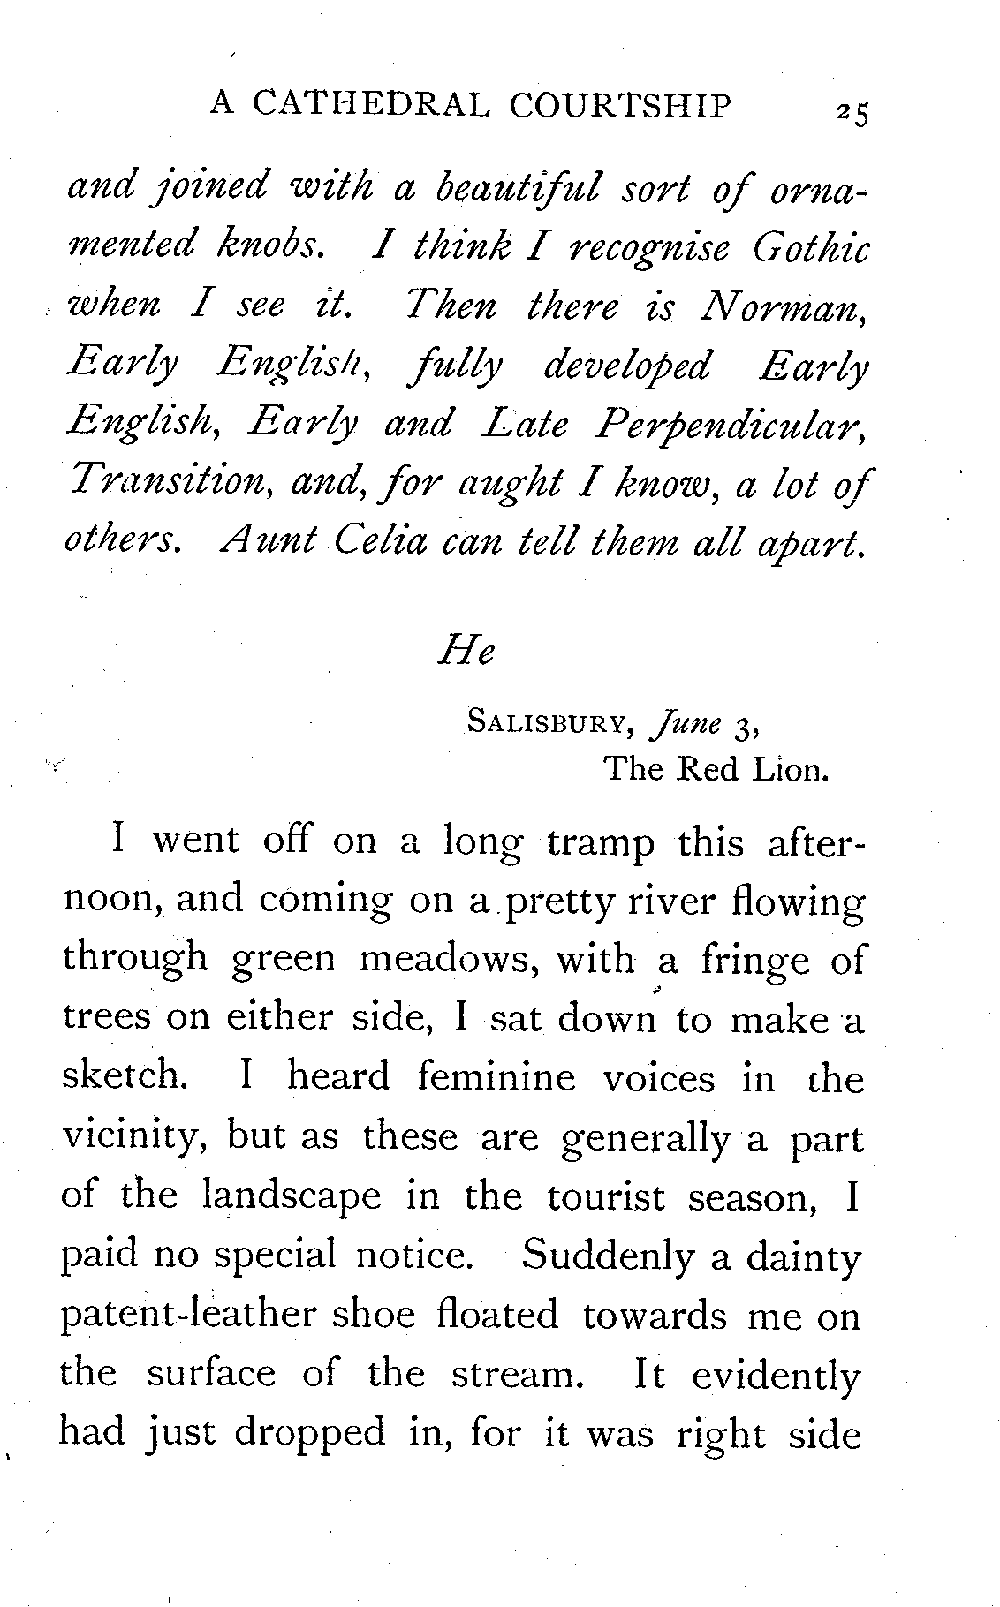 A CATHEDRAL COURTSHIP 25
and joined with a beautiful sort of orna-
mented knobs. I think I recognise Gothic
when I see it. Then there is Norman,
Early English, fully developed Early
English, Early and Late Perpendicular,
Transition, and, for aught I know, a lot of
others. Aunt Celia can tell them all apart.
He
SALISBURY, June 3,
The Red Lion.
I went off on a long tramp this after-
noon, and coming on a pretty river flowing
through green meadows, with a fringe of
trees on either side, I sat down to make a
sketch. I heard feminine voices in the
vicinity, but as these are generally a part
of the landscape in the tourist season, I
paid no special notice. Suddenly a dainty
patent-leather shoe floated towards me on
the surface of the stream. It evidently
had just dropped in, for it was right side